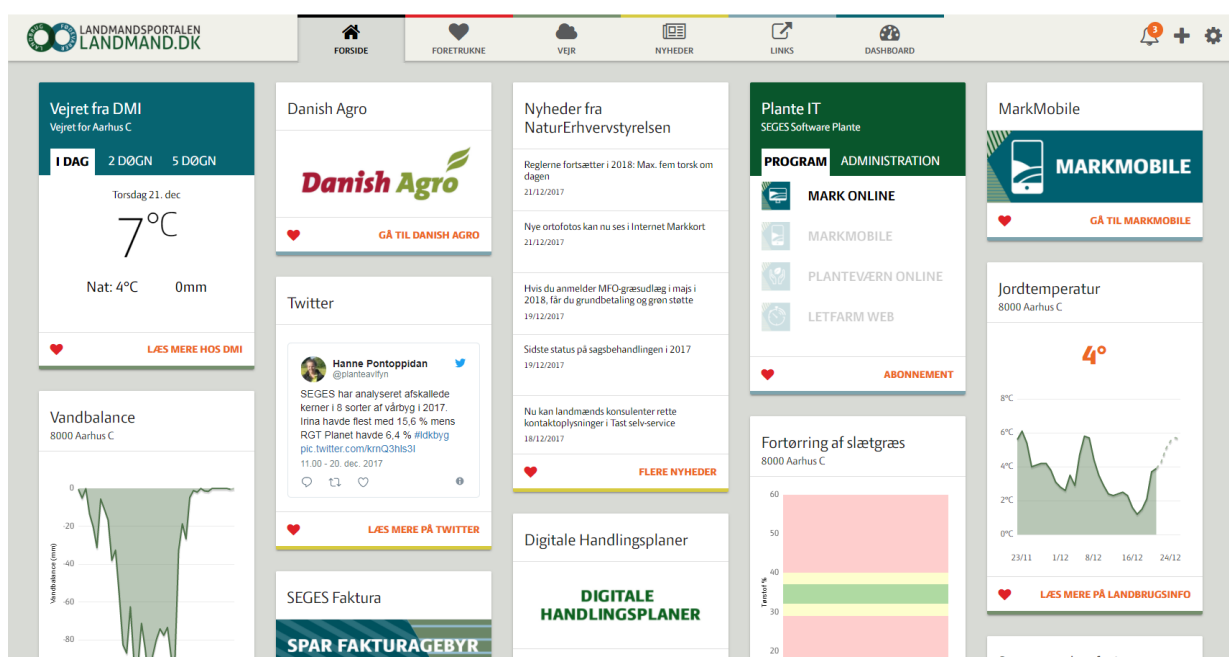 LANDMANDSPORTALEN
LANDMAND.DK
FORSIDE
FORETRUKNE
VEJR
NYHEDER
LINKS
DASHBOARD
3
Vejret fra DMI
Vejret for Aarhus C
I DAG 2 DØGN 5 DØGN
Torsdag 21. dec
7°C
Nat: 4°C 0mm
LÆS MERE HOS DMI
Vandbalance
8000 Aarhus C
0
-20
-40
-60
-80
Vandbalance (mm)
Danish Agro
Danish Agro
GÅ TIL DANISH AGRO
Twitter
Hanne Pontoppidan
@planteavlfyn
SEGES har analyseret afskallede
kerner i 8 sorter af vårbyg i 2017.
Irina havde flest med 15,6 % mens
RGT Planet havde 6,4 % #ldkbyg
pic.twitter.com/krnQ3hls3I
11.00 - 20. dec. 2017
LÆS MERE PÅ TWITTER
SEGES Faktura
SPAR FAKTURAGEBYR
Nyheder fra
NaturErhvervstyrelsen
Reglerne fortsætter i 2018: Max. fem torsk om
dagen
21/12/2017
Nye ortofotos kan nu ses i Internet Markkort
21/12/2017
Hvis du anmelder MFO-græsudlæg i majs i
2018, får du grundbetaling og grøn støtte
19/12/2017
Sidste status på sagsbehandlingen i 2017
19/12/2017
Nu kan landmænds konsulenter rette
kontaktoplysninger i Tast selv-service
18/12/2017
FLERE NYHEDER
Digitale Handlingsplaner
DIGITALE
HANDLINGSPLANER
Plante IT
SEGES Software Plante
PROGRAM ADMINISTRATION
MARK ONLINE
MARKMOBILE
PLANTEVÆRN ONLINE
LETFARM WEB
ABONNEMENT
Fortørring af slætgræs
8000 Aarhus C
60
50
40
30
20
Tørstof %
MarkMobile
MARKMOBILE
GÅ TIL MARKMOBILE
Jordtemperatur
8000 Aarhus C
4°
8°C
6°C
4°C
2°C
0°C
23/11 1/12 8/12 16/12 24/12
LÆS MERE PÅ LANDBRUGSINFO